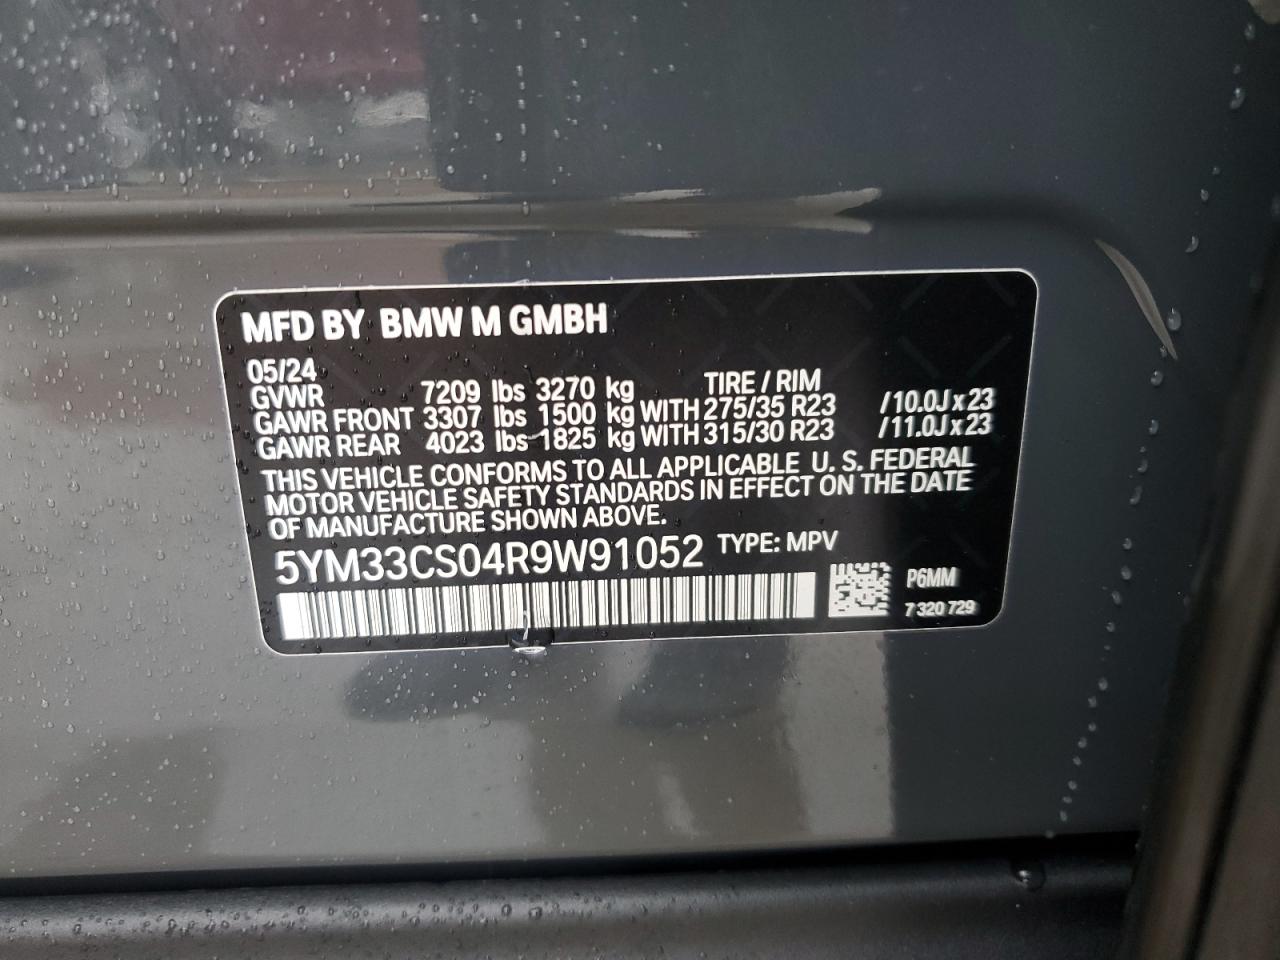 MFD BY BMW M GMBH
05/24
GVWR 7209 lbs 3270 kg TIRE / RIM
GAWR FRONT 3307 lbs 1500 kg WITH 275/35 R23 /10.0J x 23
GAWR REAR 4023 lbs 1825 kg WITH 315/30 R23 /11.0J x 23
THIS VEHICLE CONFORMS TO ALL APPLICABLE U. S. FEDERAL
MOTOR VEHICLE SAFETY STANDARDS IN EFFECT ON THE DATE
OF MANUFACTURE SHOWN ABOVE.
5YM33CS04R9W91052 TYPE: MPV
P6MM
7 320 729